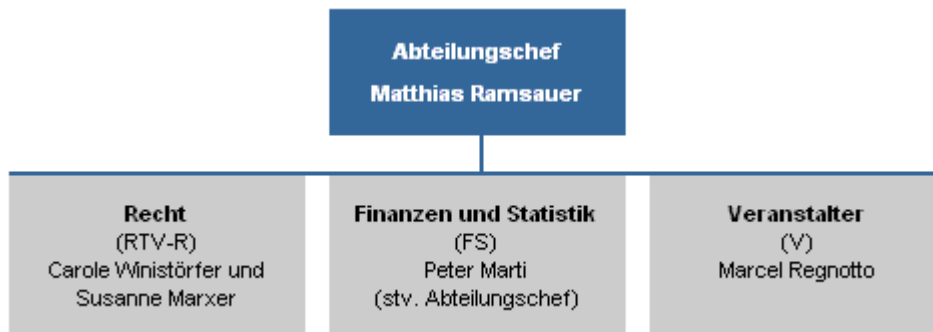 Abteilungschef
Matthias Ramsauer
Recht
(RTV-R)
Carole Winistörfer und
Susanne Marxer
Finanzen und Statistik
(FS)
Peter Marti
(stv. Abteilungschef)
Veranstalter
(V)
Marcel Regnotto